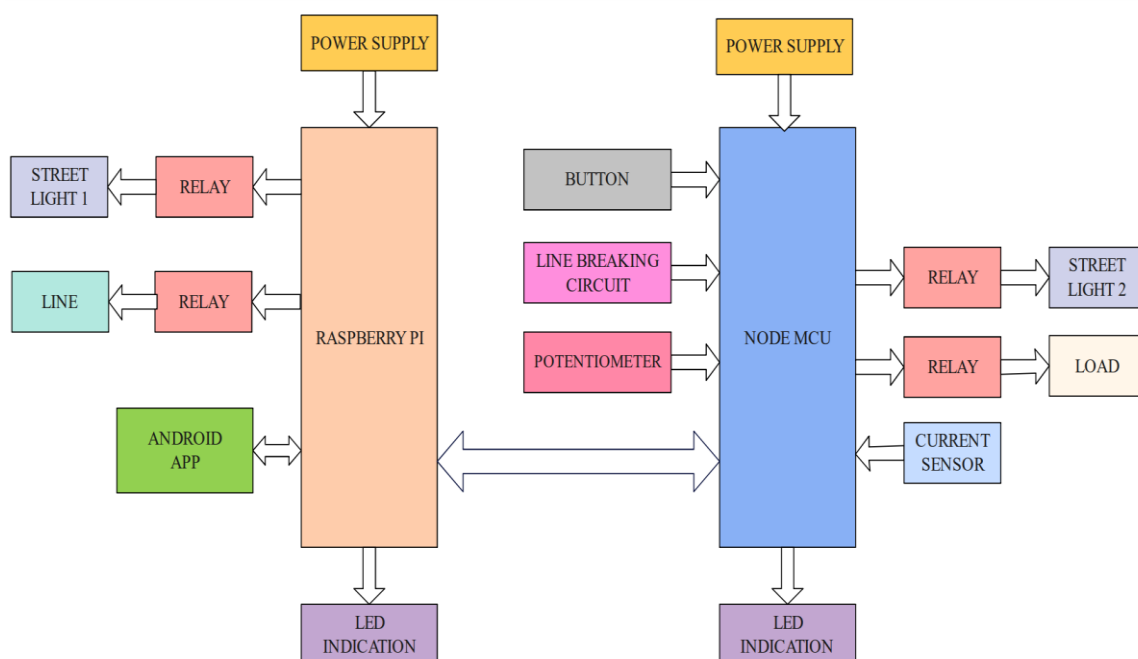 POWER SUPPLY
POWER SUPPLY
STREET
LIGHT 1
RELAY
BUTTON
LINE
RELAY
RASPBERRY PI
LINE BREAKING
CIRCUIT
NODE MCU
RELAY
STREET
LIGHT 2
POTENTIOMETER
RELAY
LOAD
ANDROID
APP
CURRENT
SENSOR
LED
INDICATION
LED
INDICATION